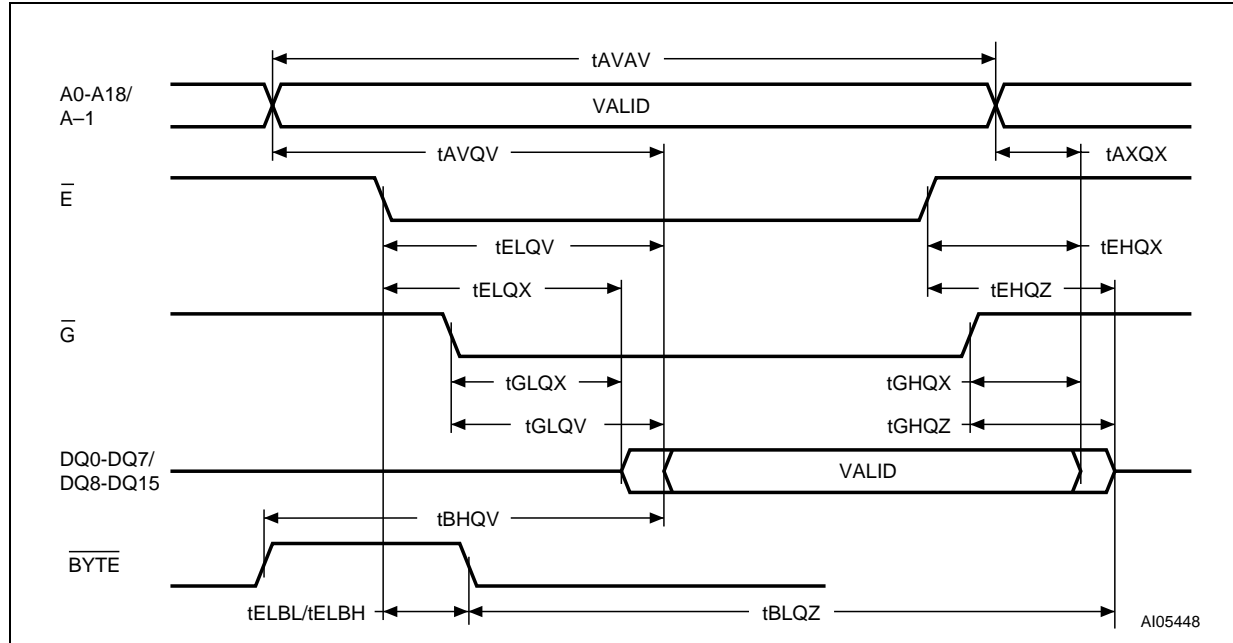 tAVAV
A0-A18/
A–1
VALID
tAVQV
tAXQX
E
tELQV
tEHQX
tELQX
tEHQZ
G
tGLQX
tGHQX
tGLQV
tGHQZ
DQ0-DQ7/
DQ8-DQ15
VALID
tBHQV
BYTE
tELBL/tELBH
tBLQZ
AI05448